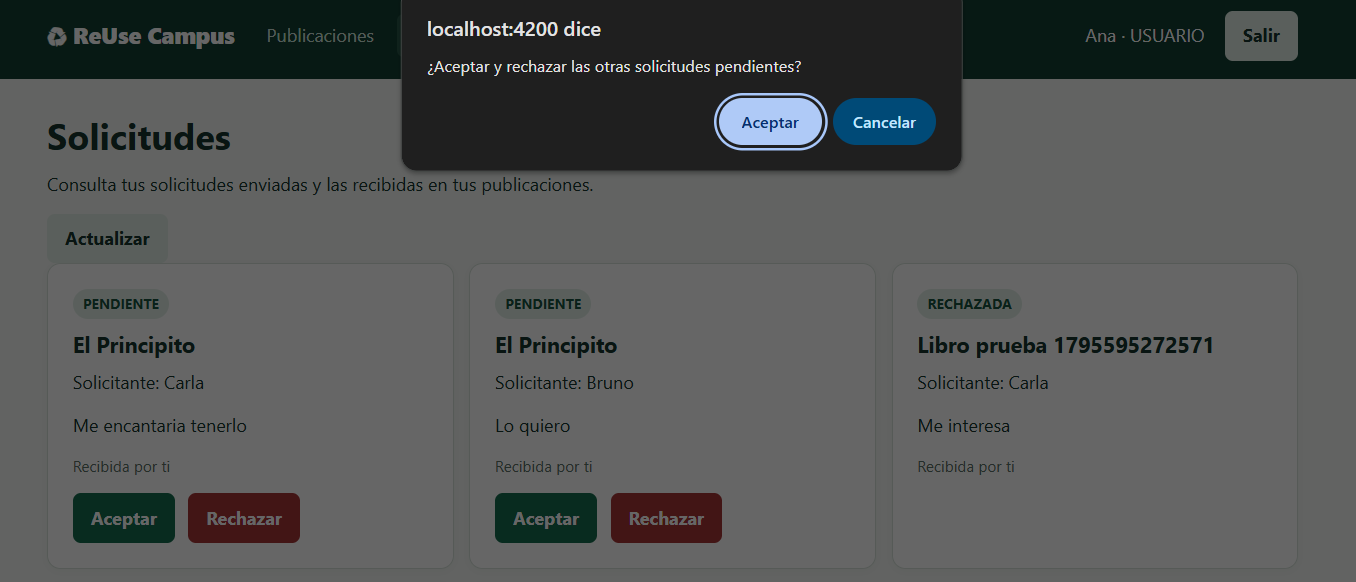 ReUse Campus
Publicaciones
localhost:4200 dice
¿Aceptar y rechazar las otras solicitudes pendientes?
Aceptar
Cancelar
Ana · USUARIO
Salir
Solicitudes
Consulta tus solicitudes enviadas y las recibidas en tus publicaciones.
Actualizar
PENDIENTE
El Principito
Solicitante: Carla
Me encantaria tenerlo
Recibida por ti
Aceptar
Rechazar
PENDIENTE
El Principito
Solicitante: Bruno
Lo quiero
Recibida por ti
Aceptar
Rechazar
RECHAZADA
Libro prueba 1795595272571
Solicitante: Carla
Me interesa
Recibida por ti